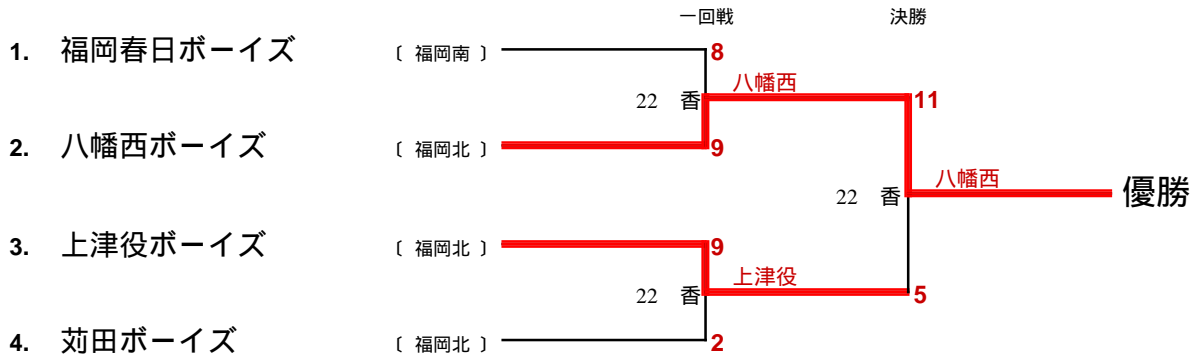 一回戦 決勝
1. 福岡春日ボーイズ 〔 福岡南 〕 8
22 香 八幡西 11
2. 八幡西ボーイズ 〔 福岡北 〕 9
22 香 八幡西 優勝
3. 上津役ボーイズ 〔 福岡北 〕 9
22 香 上津役 5
4. 苅田ボーイズ 〔 福岡北 〕 2